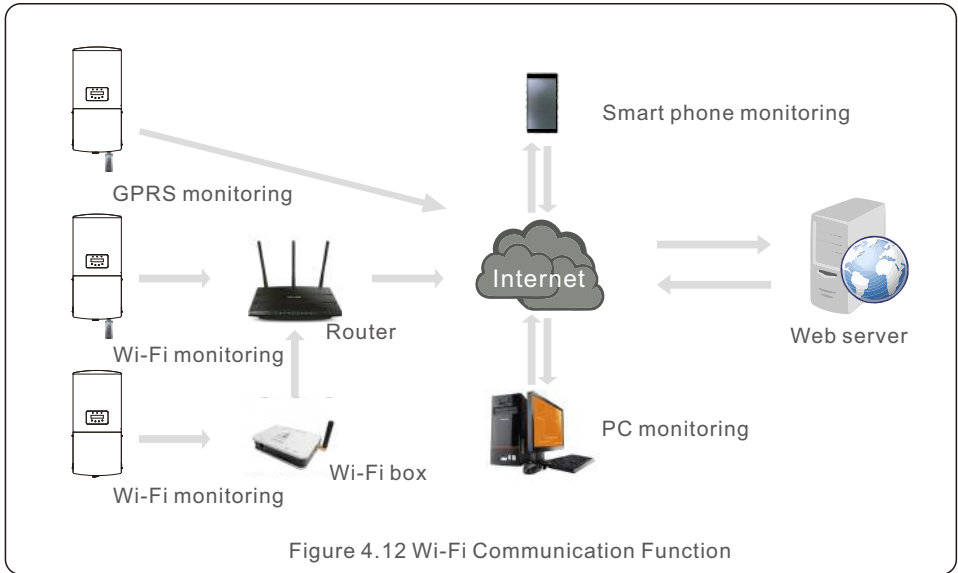 Smart phone monitoring
GPRS monitoring
Internet
Router
Web server
Wi-Fi monitoring
PC monitoring
Wi-Fi box
Wi-Fi monitoring
Figure 4.12 Wi-Fi Communication Function